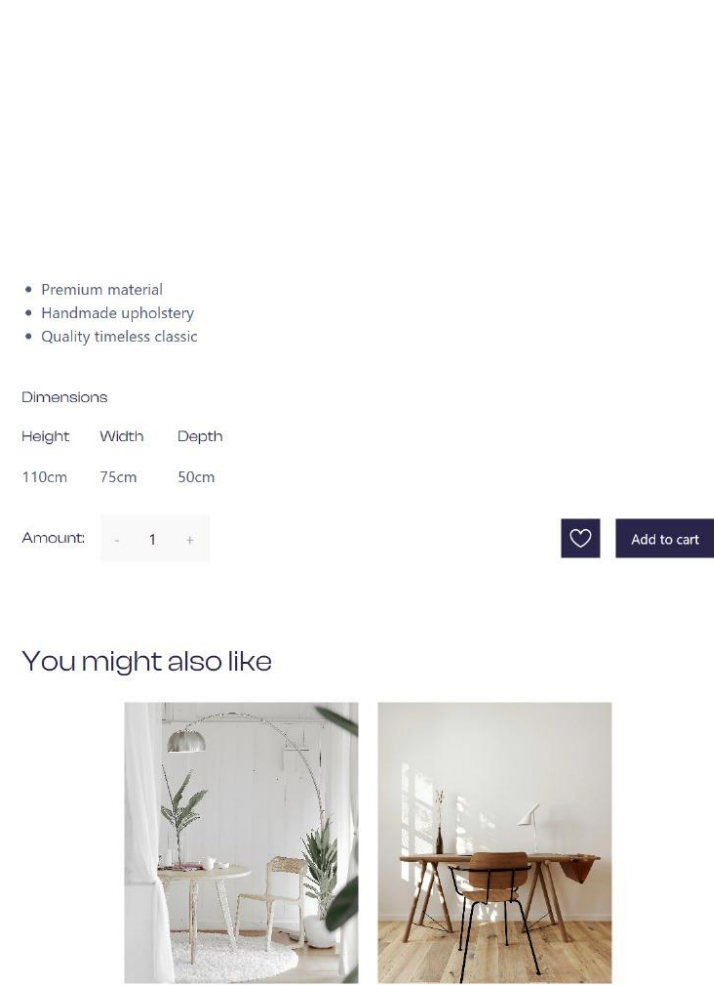 Premium material
Handmade upholstery
Quality timeless classic
Dimensions
Height Width Depth
110cm 75cm 50cm
Amount: - 1 + Add to cart
You might also like